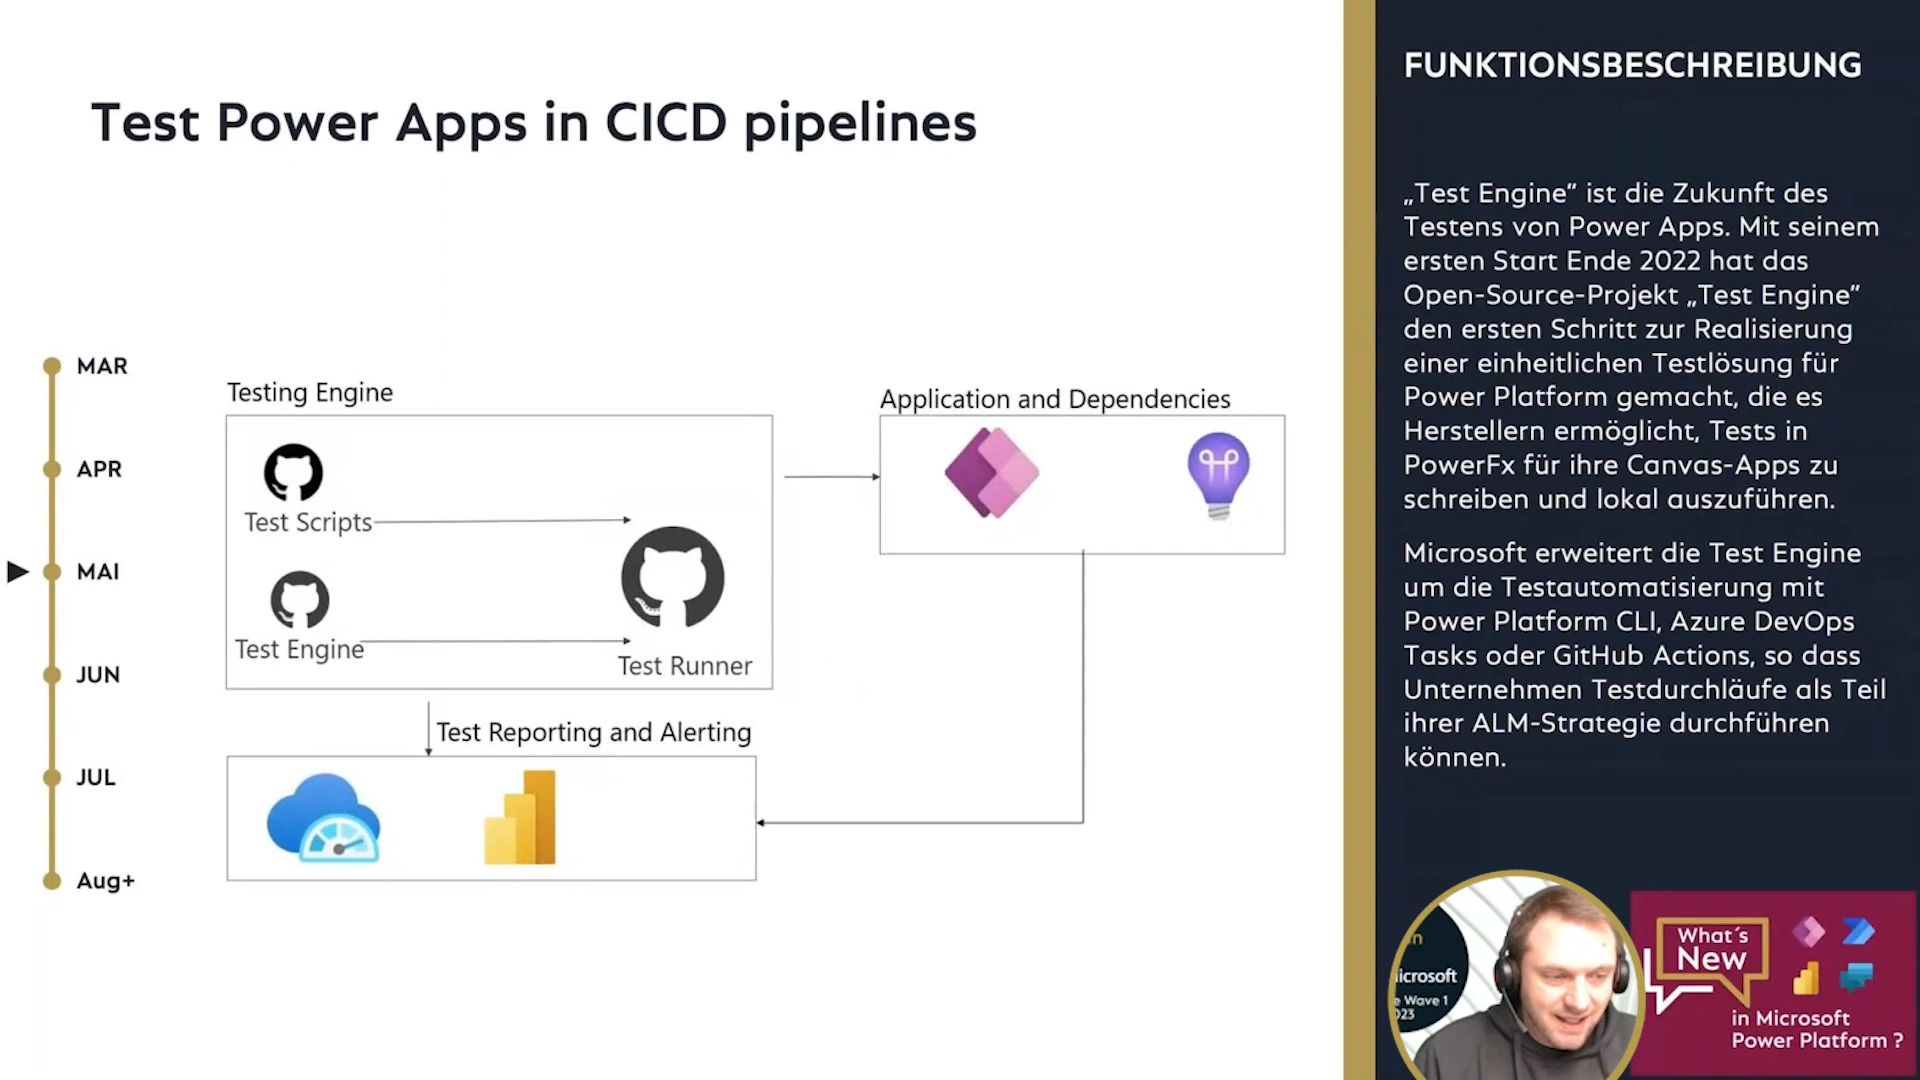 Test Power Apps in CICD pipelines
MAR
APR
MAI
JUN
JUL
Aug+
Testing Engine
Test Scripts
Test Engine
Test Runner
Application and Dependencies
Test Reporting and Alerting
FUNKTIONSBESCHREIBUNG
„Test Engine“ ist die Zukunft des
Testens von Power Apps. Mit seinem
ersten Start Ende 2022 hat das
Open-Source-Projekt „Test Engine“
den ersten Schritt zur Realisierung
einer einheitlichen Testlösung für
Power Platform gemacht, die es
Herstellern ermöglicht, Tests in
PowerFx für ihre Canvas-Apps zu
schreiben und lokal auszuführen.
Microsoft erweitert die Test Engine
um die Testautomatisierung mit
Power Platform CLI, Azure DevOps
Tasks oder GitHub Actions, so dass
Unternehmen Testdurchläufe als Teil
ihrer ALM-Strategie durchführen
können.
in
icrosoft
e Wave 1
023
What´s
New
in Microsoft
Power Platform ?